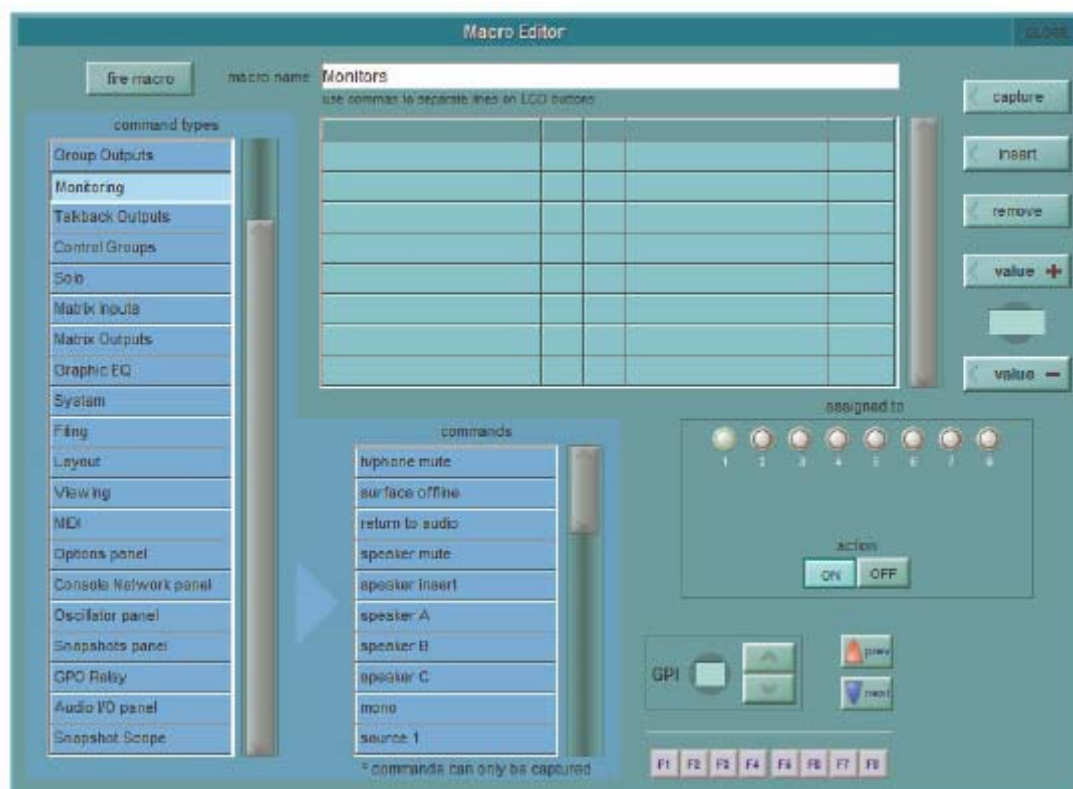 Macro Editor
CLOSE
fire macro
macro name
Monitors
use commas to separate lines on LCD buttons
capture
insert
remove
value +
value -
command types
Group Outputs
Monitoring
Talkback Outputs
Control Groups
Solo
Matrix Inputs
Matrix Outputs
Graphic EQ
System
Filing
Layout
Viewing
MIDI
Options panel
Console Network panel
Oscillator panel
Snapshots panel
GPO Relay
Audio I/O panel
Snapshot Scope
commands
h/phone mute
surface offline
return to audio
speaker mute
speaker insert
speaker A
speaker B
speaker C
mono
source 1
* commands can only be captured
assigned to
1 2 3 4 5 6 7 8
action
ON OFF
GPI
prev
next
F1 F2 F3 F4 F5 F6 F7 F8